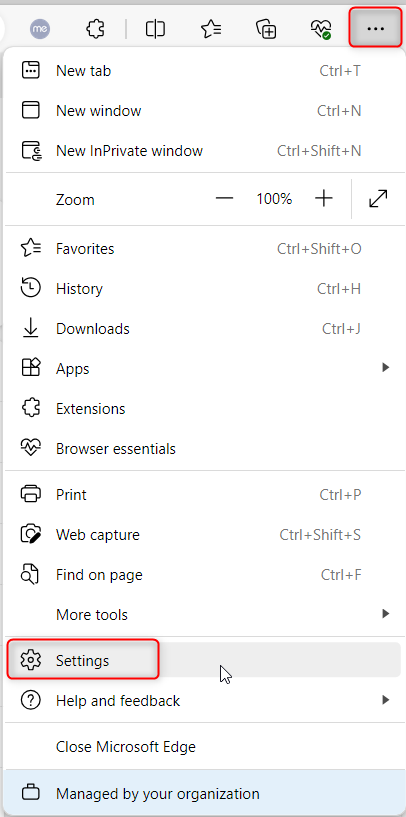 me
New tab Ctrl+T
New window Ctrl+N
New InPrivate window Ctrl+Shift+N
Zoom 100%
Favorites Ctrl+Shift+O
History Ctrl+H
Downloads Ctrl+J
Apps
Extensions
Browser essentials
Print Ctrl+P
Web capture Ctrl+Shift+S
Find on page Ctrl+F
More tools
Settings
Help and feedback
Close Microsoft Edge
Managed by your organization